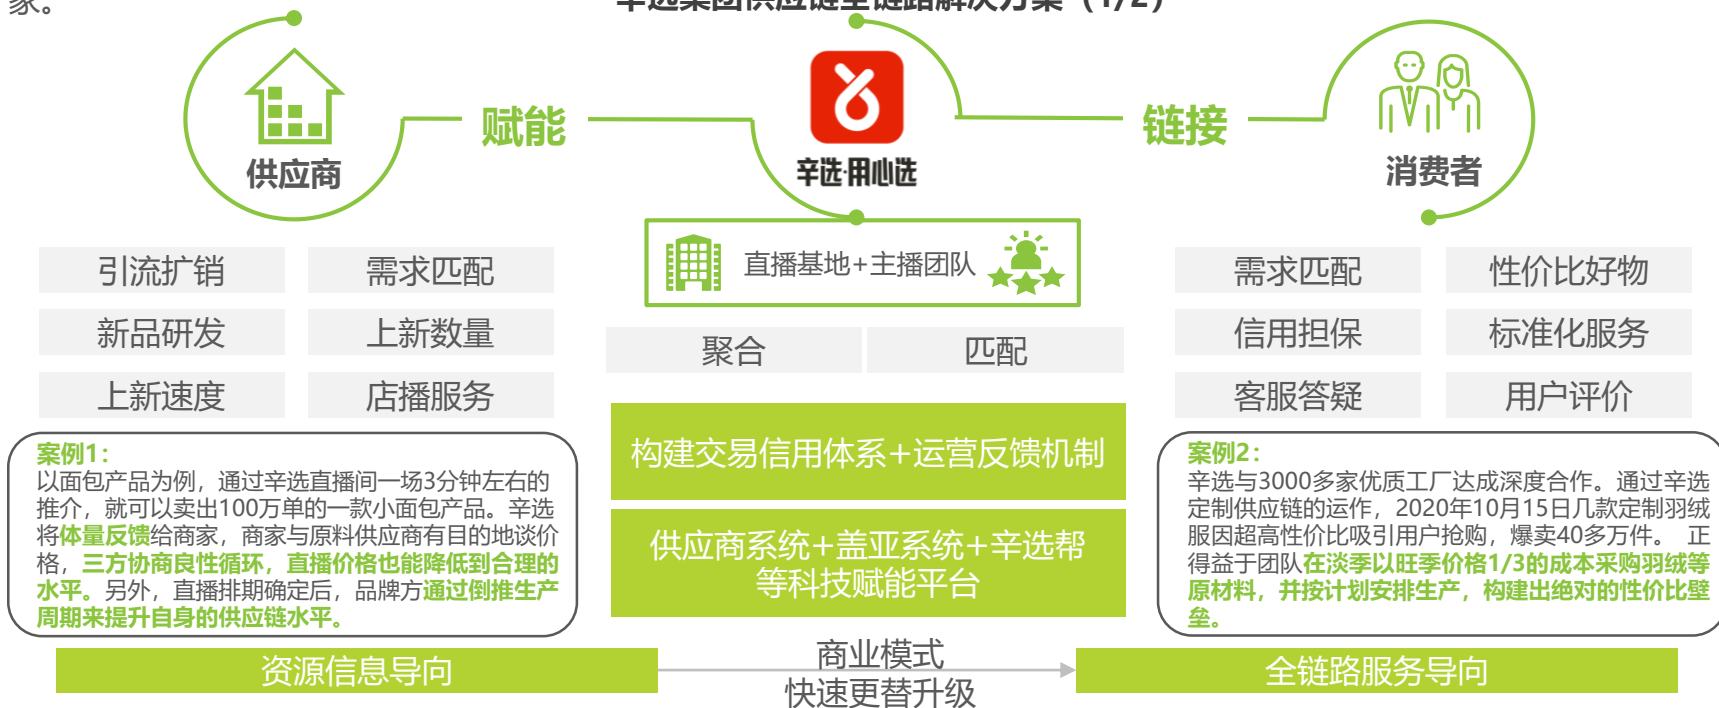 家。
辛选集团供应链全链路解决方案（1/2）
供应商
赋能
辛选·用心选
链接
消费者
引流扩销
需求匹配
新品研发
上新数量
上新速度
店播服务
直播基地+主播团队
聚合
匹配
构建交易信用体系+运营反馈机制
供应商系统+盖亚系统+辛选帮
等科技赋能平台
需求匹配
性价比好物
信用担保
标准化服务
客服答疑
用户评价
案例1：
以面包产品为例，通过辛选直播间一场3分钟左右的
推介，就可以卖出100万单的一款小面包产品。辛选
将体量反馈给商家，商家与原料供应商有目的地谈价
格，三方协商良性循环，直播价格也能降低到合理的
水平。另外，直播排期确定后，品牌方通过倒推生产
周期来提升自身的供应链水平。
案例2：
辛选与3000多家优质工厂达成深度合作。通过辛选
定制供应链的运作，2020年10月15日几款定制羽绒
服因超高性价比吸引用户抢购，爆卖40多万件。 正
得益于团队在淡季以旺季价格1/3的成本采购羽绒等
原材料，并按计划安排生产，构建出绝对的性价比壁
垒。
资源信息导向
商业模式
快速更替升级
全链路服务导向